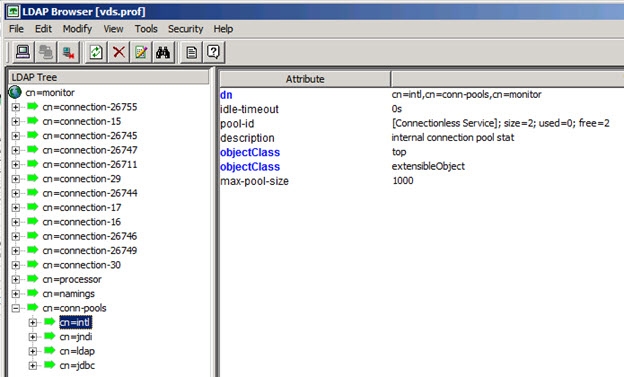 LDAP Browser [vds.prof]
File Edit Modify View Tools Security Help
LDAP Tree
cn=monitor
cn=connection-26755
cn=connection-15
cn=connection-26745
cn=connection-26747
cn=connection-26711
cn=connection-29
cn=connection-26744
cn=connection-17
cn=connection-16
cn=connection-26746
cn=connection-26749
cn=connection-30
cn=processor
cn=namings
cn=conn-pools
cn=intl
cn=jndi
cn=ldap
cn=jdbc
Attribute
dn cn=intl,cn=conn-pools,cn=monitor
idle-timeout 0s
pool-id [Connectionless Service]; size=2; used=0; free=2
description internal connection pool stat
objectClass top
objectClass extensibleObject
max-pool-size 1000